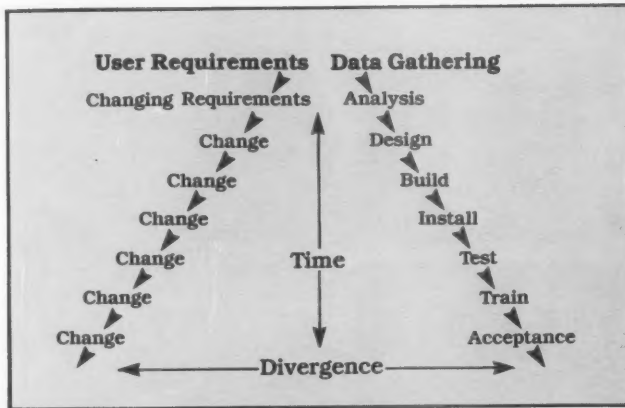 User Requirements Data Gathering
Changing Requirements Analysis
Change Design
Change Build
Change Install
Change Time Test
Change Train
Change Acceptance
Divergence